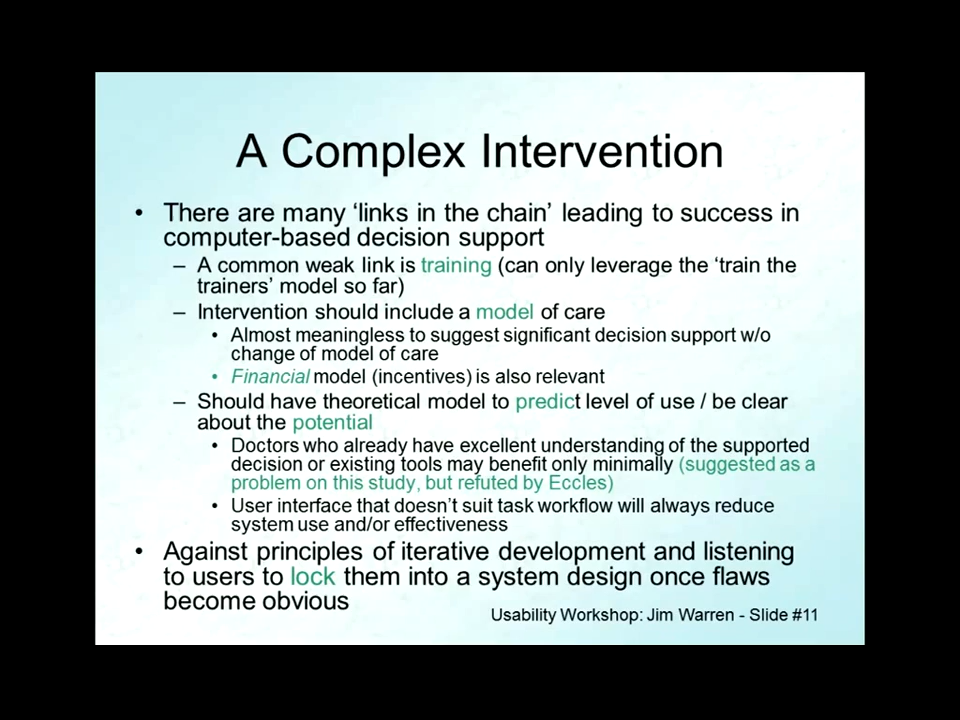 A Complex Intervention
• There are many ‘links in the chain’ leading to success in
computer-based decision support
– A common weak link is training (can only leverage the ‘train the
trainers’ model so far)
– Intervention should include a model of care
• Almost meaningless to suggest significant decision support w/o
change of model of care
• Financial model (incentives) is also relevant
– Should have theoretical model to predict level of use / be clear
about the potential
• Doctors who already have excellent understanding of the supported
decision or existing tools may benefit only minimally (suggested as a
problem on this study, but refuted by Eccles)
• User interface that doesn’t suit task workflow will always reduce
system use and/or effectiveness
• Against principles of iterative development and listening
to users to lock them into a system design once flaws
become obvious
Usability Workshop: Jim Warren - Slide #11